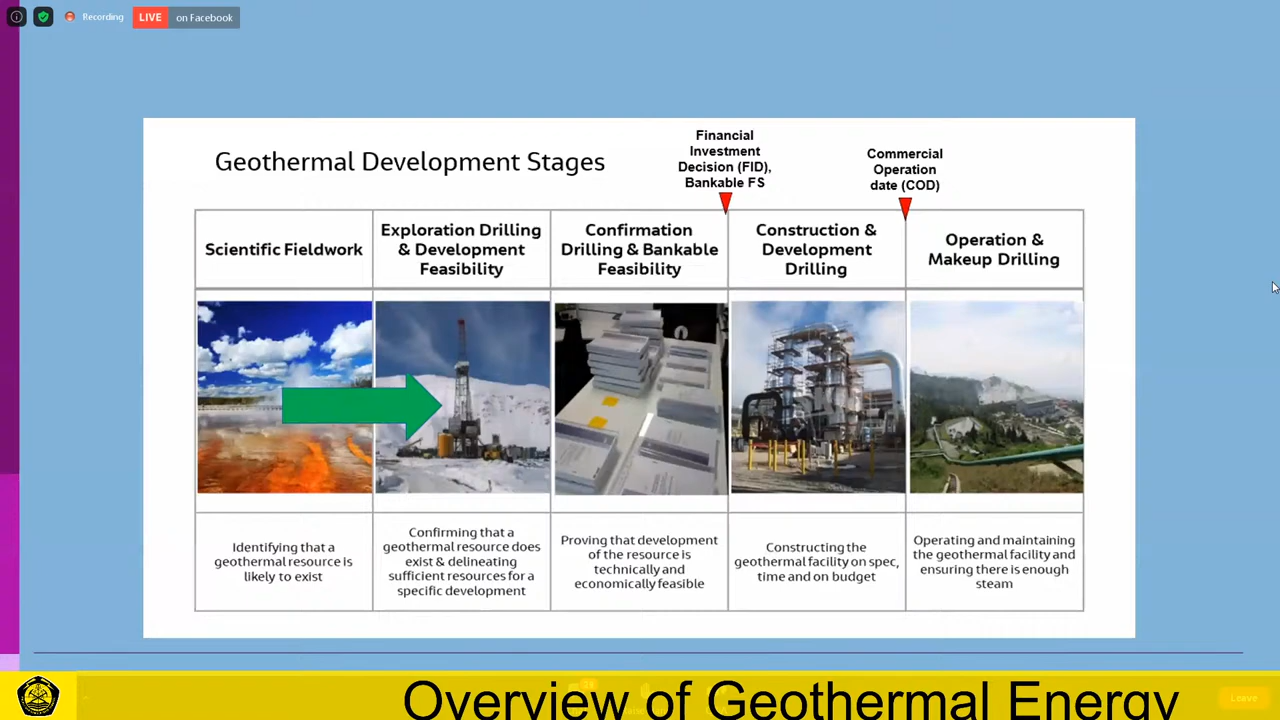 Recording
LIVE
on Facebook
Geothermal Development Stages
Financial
Investment
Decision (FID),
Bankable FS
Commercial
Operation
date (COD)
Scientific Fieldwork
Exploration Drilling
& Development
Feasibility
Confirmation
Drilling & Bankable
Feasibility
Construction &
Development
Drilling
Operation &
Makeup Drilling
Identifying that a
geothermal resource is
likely to exist
Confirming that a
geothermal resource does
exist & delineating
sufficient resources for a
specific development
Proving that development
of the resource is
technically and
economically feasible
Constructing the
geothermal facility on spec,
time and on budget
Operating and maintaining
the geothermal facility and
ensuring there is enough
steam
Overview of Geothermal Energy
Leave